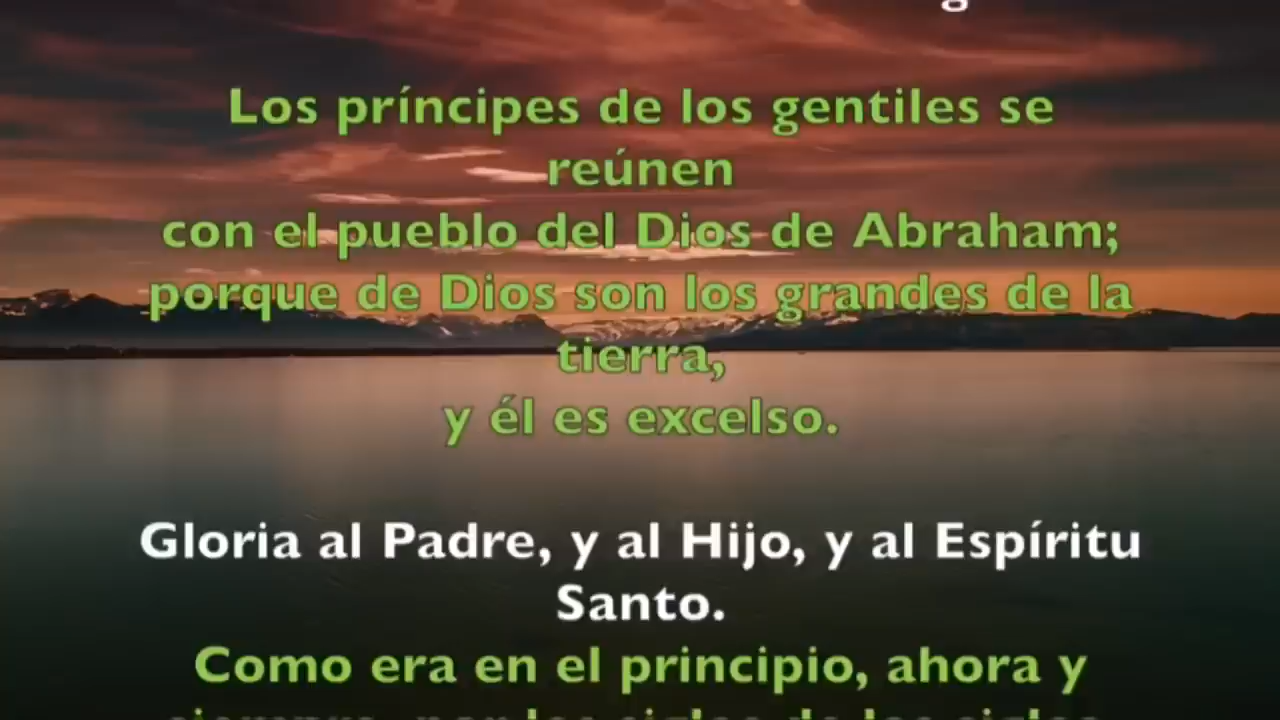 Los príncipes de los gentiles se
reúnen
con el pueblo del Dios de Abraham;
porque de Dios son los grandes de la
tierra,
y él es excelso.
Gloria al Padre, y al Hijo, y al Espíritu
Santo.
Como era en el principio, ahora y